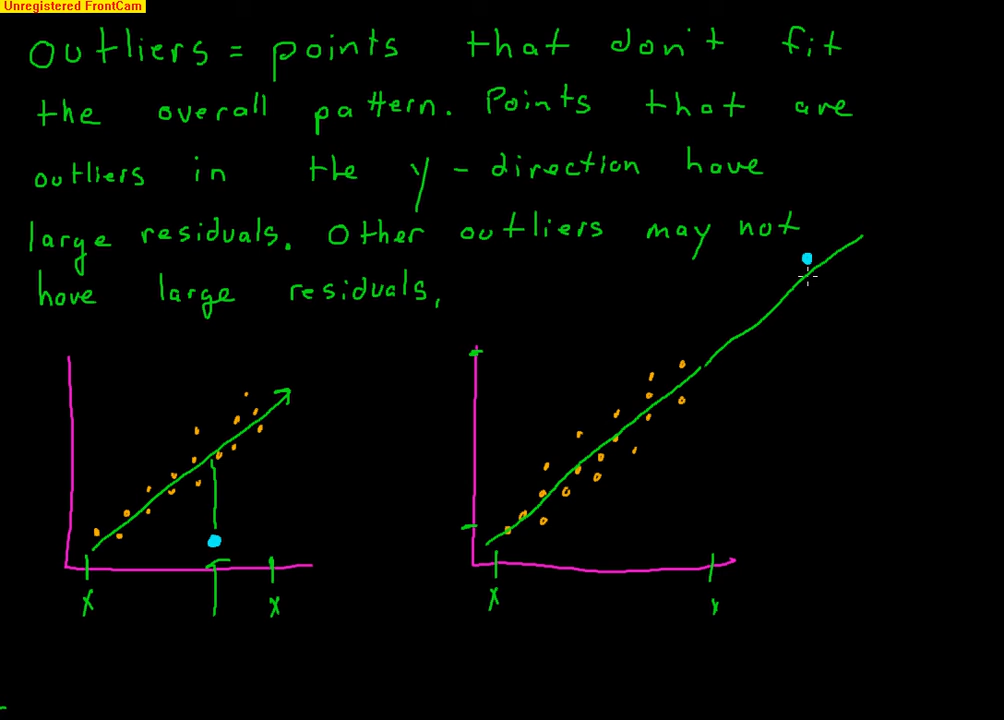 Unregistered FrontCam
Outliers = points that don't fit
the overall pattern. Points that are
outliers in the y-direction have
large residuals. Other outliers may not
have large residuals.
X X
X x